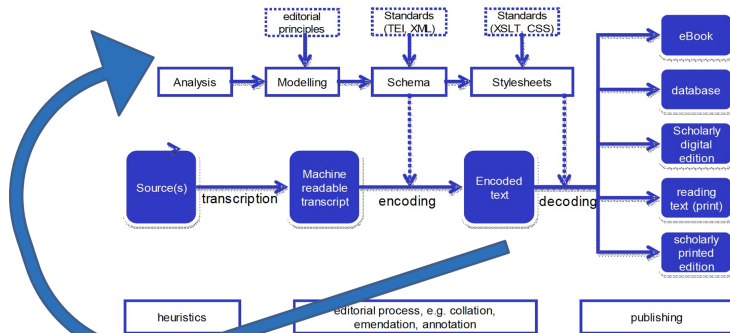 editorial
principles
Standards
(TEI, XML)
Standards
(XSLT, CSS)
Analysis
Modelling
Schema
Stylesheets
Source(s)
transcription
Machine
readable
transcript
encoding
Encoded
text
decoding
eBook
database
Scholarly
digital
edition
reading
text (print)
scholarly
printed
edition
heuristics
editorial process, e.g. collation,
emendation, annotation
publishing